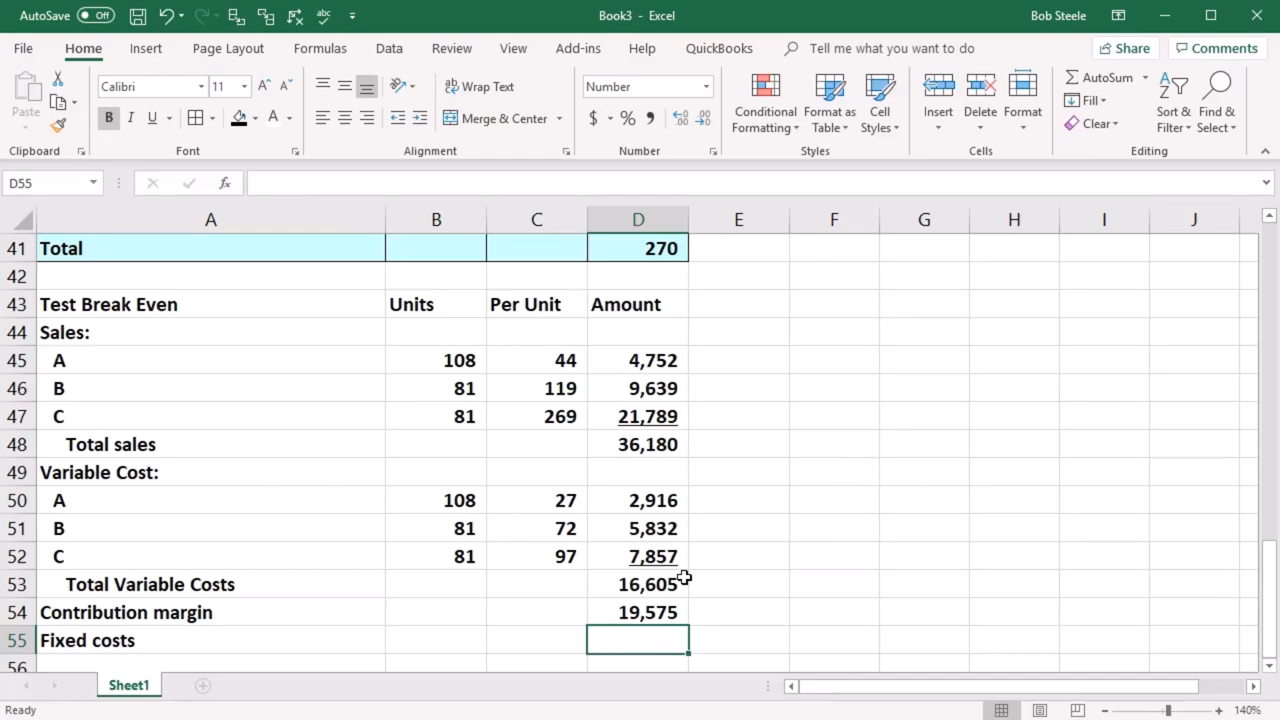 AutoSave Off Book3 - Excel Bob Steele
File Home Insert Page Layout Formulas Data Review View Add-ins Help QuickBooks Tell me what you want to do Share Comments
Calibri 11 Wrap Text Number AutoSum
Paste Conditional Format as Cell Insert Delete Format Fill Sort & Find &
B I U A Merge & Center $ % Formatting Table Styles Clear Filter Select
Clipboard Font Alignment Number Styles Cells Editing
D55 fx
A B C D E F G H I J
41 Total 270
42
43 Test Break Even Units Per Unit Amount
44 Sales:
45 A 108 44 4,752
46 B 81 119 9,639
47 C 81 269 21,789
48 Total sales 36,180
49 Variable Cost:
50 A 108 27 2,916
51 B 81 72 5,832
52 C 81 97 7,857
53 Total Variable Costs 16,605
54 Contribution margin 19,575
55 Fixed costs
56
Sheet1
Ready 140%